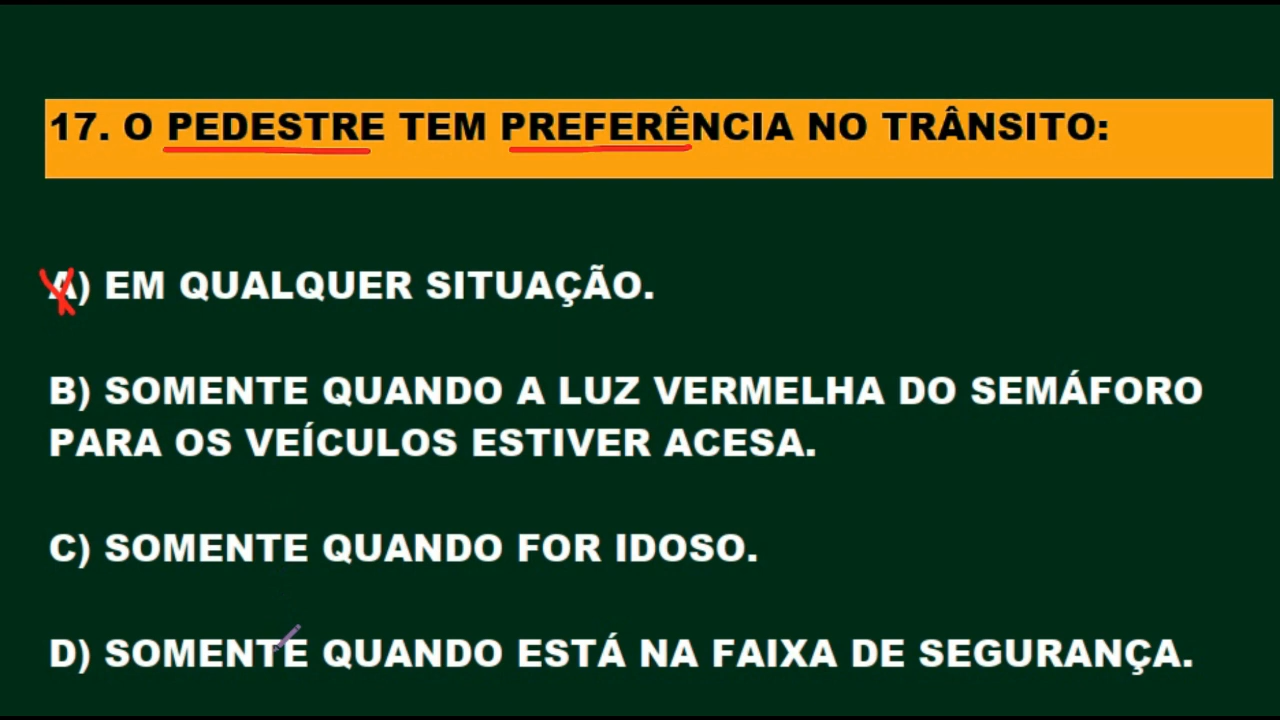 17. O PEDESTRE TEM PREFERÊNCIA NO TRÂNSITO:
A) EM QUALQUER SITUAÇÃO.
B) SOMENTE QUANDO A LUZ VERMELHA DO SEMÁFORO
PARA OS VEÍCULOS ESTIVER ACESA.
C) SOMENTE QUANDO FOR IDOSO.
D) SOMENTE QUANDO ESTÁ NA FAIXA DE SEGURANÇA.